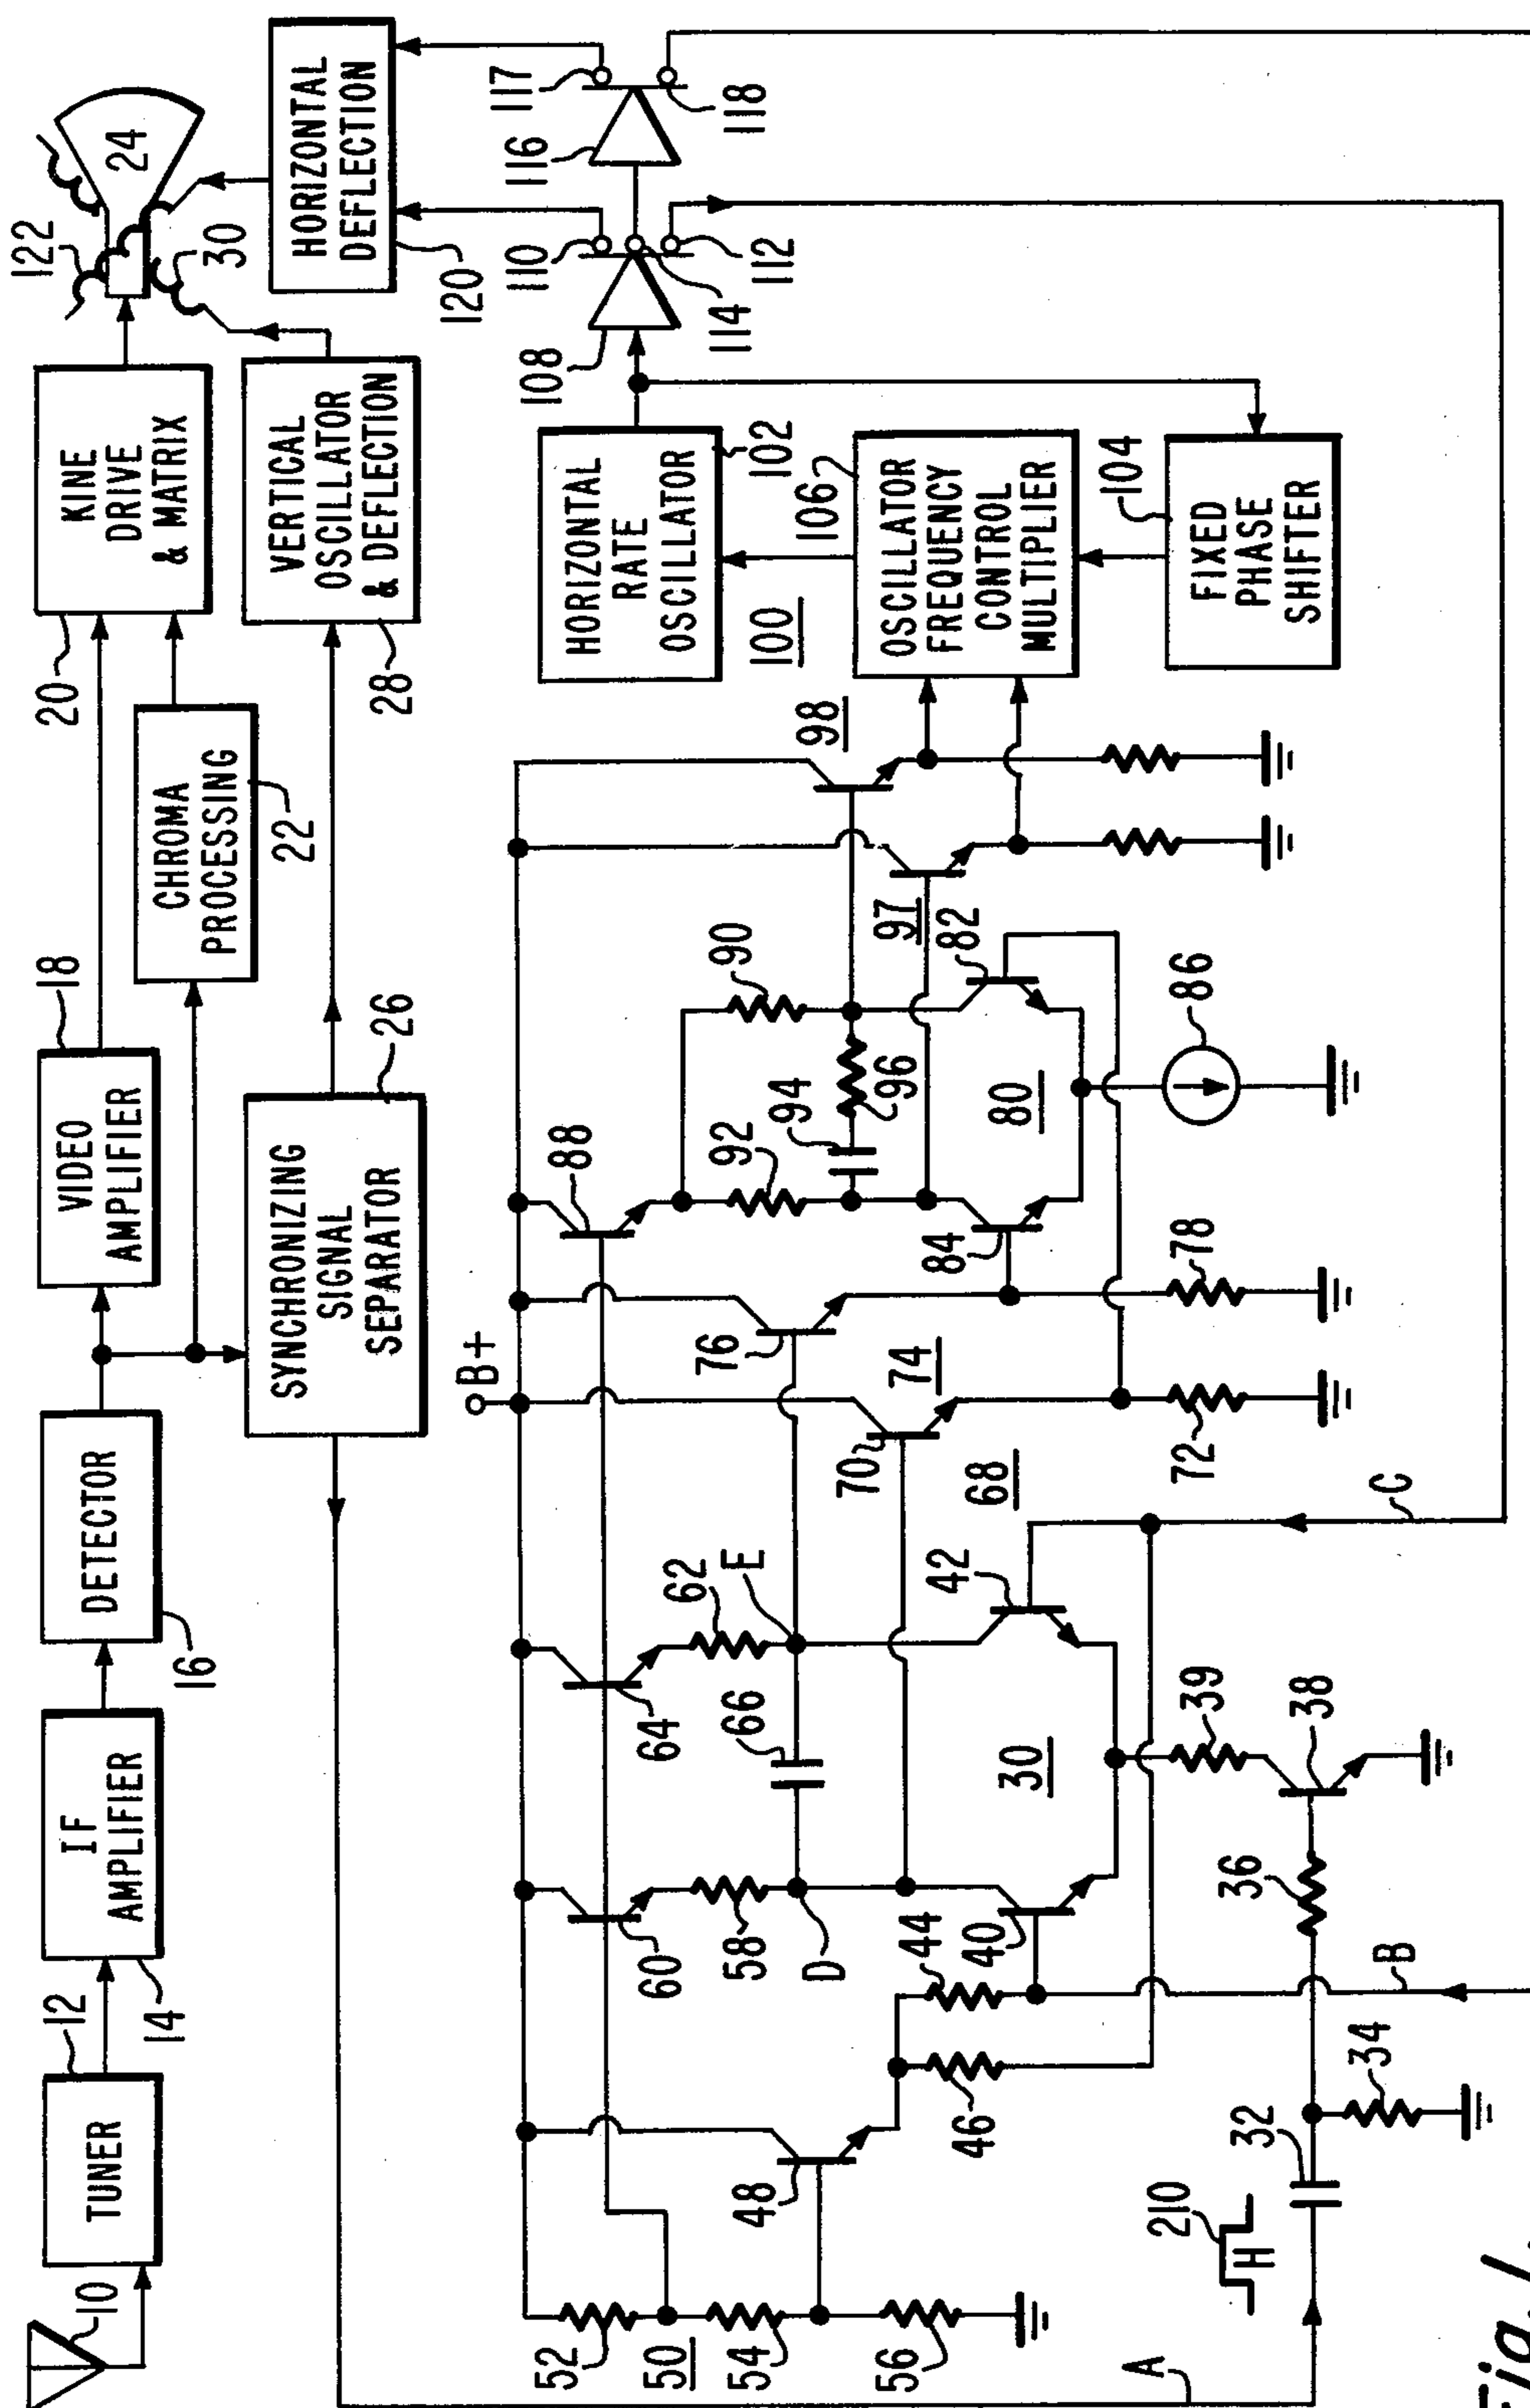 10
12
TUNER
14
IF
AMPLIFIER
16
DETECTOR
18
VIDEO
AMPLIFIER
20
KINE
DRIVE
& MATRIX
122
24
30
22
CHROMA
PROCESSING
26
SYNCHRONIZING
SIGNAL
SEPARATOR
28
VERTICAL
OSCILLATOR
& DEFLECTION
120
HORIZONTAL
DEFLECTION
B+
52
50
54
56
48
46
44
60
58
D
40
64
66
62
E
42
30
68
70
74
72
76
78
88
92
94
96
90
84
80
82
86
97
98
100
HORIZONTAL
RATE
OSCILLATOR
102
106
OSCILLATOR
FREQUENCY
CONTROL
MULTIPLIER
104
FIXED
PHASE
SHIFTER
108
110
114
112
116
117
118
A
210
H
32
34
B
36
38
39
C
Fig. 1.